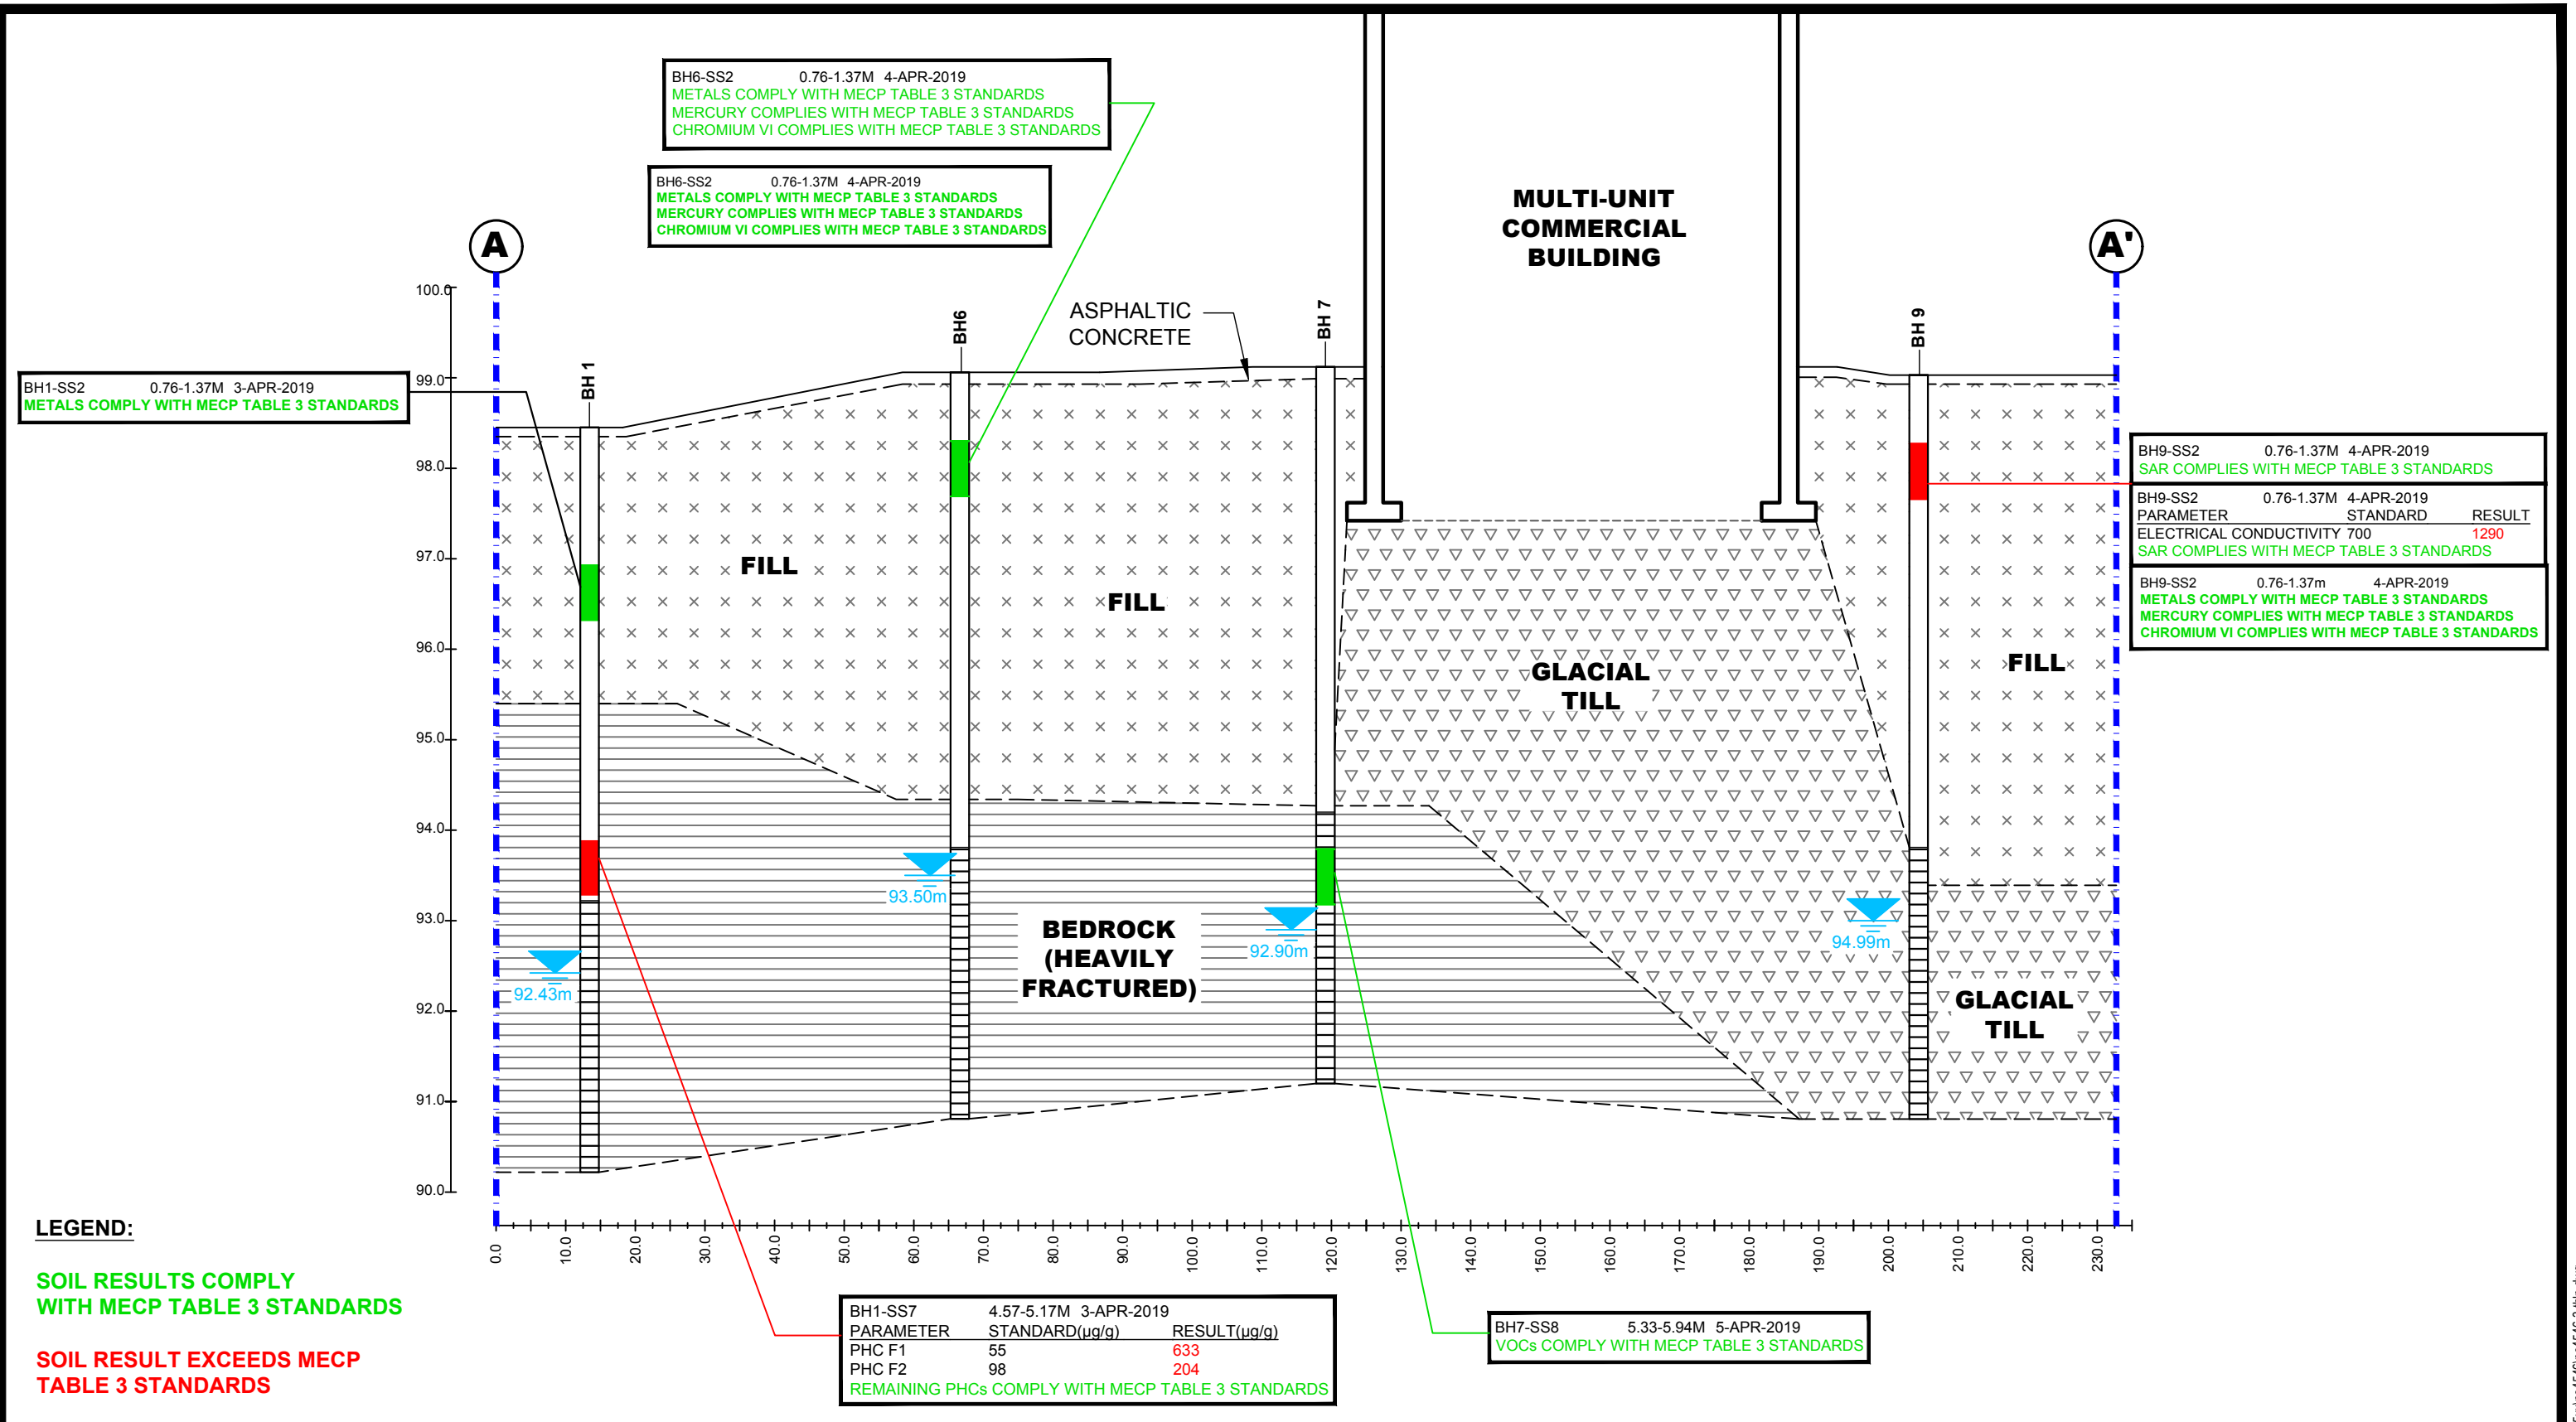 BH6-SS2 0.76-1.37M 4-APR-2019
METALS COMPLY WITH MECP TABLE 3 STANDARDS
MERCURY COMPLIES WITH MECP TABLE 3 STANDARDS
CHROMIUM VI COMPLIES WITH MECP TABLE 3 STANDARDS
BH6-SS2 0.76-1.37M 4-APR-2019
METALS COMPLY WITH MECP TABLE 3 STANDARDS
MERCURY COMPLIES WITH MECP TABLE 3 STANDARDS
CHROMIUM VI COMPLIES WITH MECP TABLE 3 STANDARDS
MULTI-UNIT
COMMERCIAL
BUILDING
A
A'
ASPHALTIC
CONCRETE
BH 1
BH6
BH 7
BH 9
BH1-SS2 0.76-1.37M 3-APR-2019
METALS COMPLY WITH MECP TABLE 3 STANDARDS
BH9-SS2 0.76-1.37M 4-APR-2019
SAR COMPLIES WITH MECP TABLE 3 STANDARDS
BH9-SS2 0.76-1.37M 4-APR-2019
PARAMETER STANDARD RESULT
ELECTRICAL CONDUCTIVITY 700 1290
SAR COMPLIES WITH MECP TABLE 3 STANDARDS
BH9-SS2 0.76-1.37m 4-APR-2019
METALS COMPLY WITH MECP TABLE 3 STANDARDS
MERCURY COMPLIES WITH MECP TABLE 3 STANDARDS
CHROMIUM VI COMPLIES WITH MECP TABLE 3 STANDARDS
100.0
99.0
98.0
97.0
96.0
95.0
94.0
93.0
92.0
91.0
90.0
FILL
FILL
GLACIAL
TILL
FILL
93.50m
92.43m
BEDROCK
(HEAVILY
FRACTURED)
92.90m
94.99m
GLACIAL
TILL
0.0
10.0
20.0
30.0
40.0
50.0
60.0
70.0
80.0
90.0
100.0
110.0
120.0
130.0
140.0
150.0
160.0
170.0
180.0
190.0
200.0
210.0
220.0
230.0
LEGEND:
SOIL RESULTS COMPLY
WITH MECP TABLE 3 STANDARDS
SOIL RESULT EXCEEDS MECP
TABLE 3 STANDARDS
BH1-SS7 4.57-5.17M 3-APR-2019
PARAMETER STANDARD(µg/g) RESULT(µg/g)
PHC F1 55 633
PHC F2 98 204
REMAINING PHCs COMPLY WITH MECP TABLE 3 STANDARDS
BH7-SS8 5.33-5.94M 5-APR-2019
VOCs COMPLY WITH MECP TABLE 3 STANDARDS